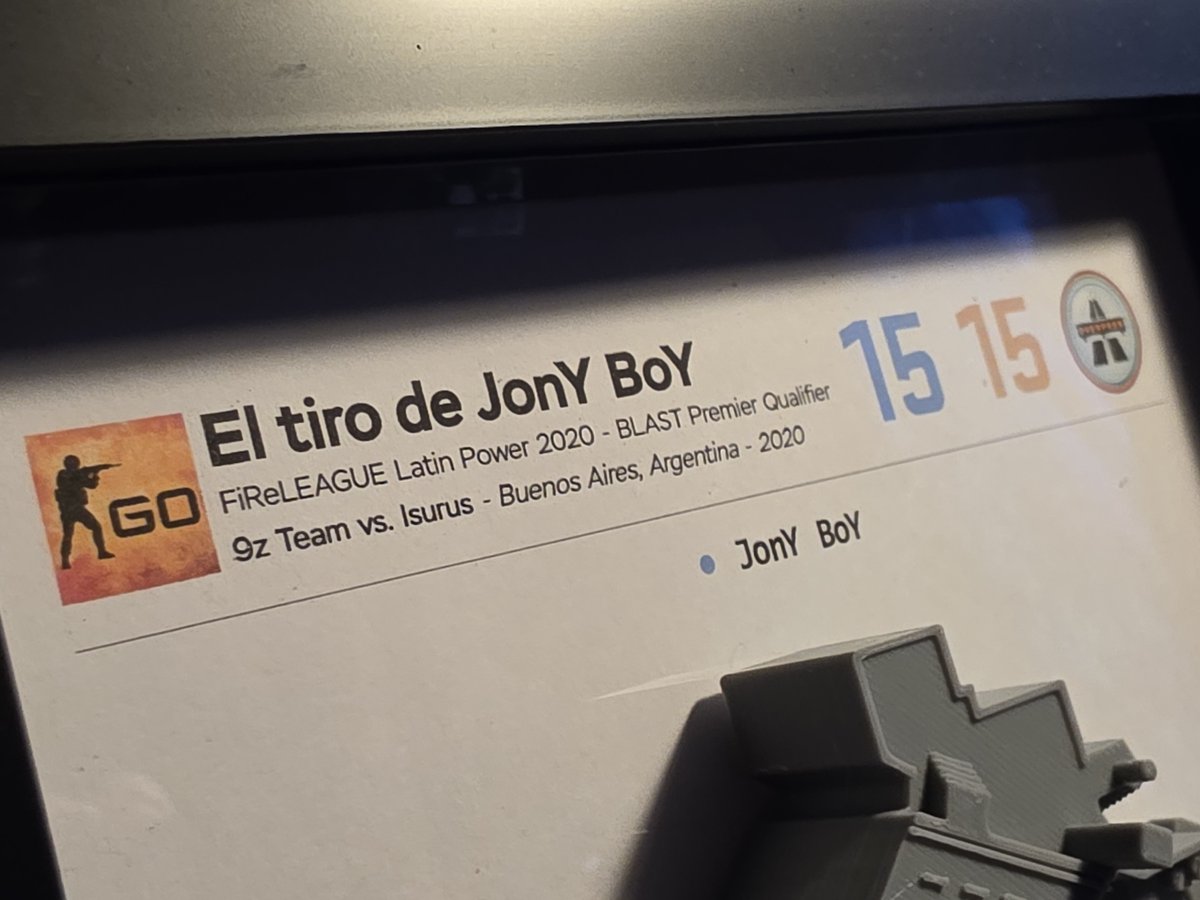 GO
El tiro de JonY BoY
FiReLEAGUE Latin Power 2020 - BLAST Premier Qualifier
9z Team vs. Isurus - Buenos Aires, Argentina - 2020
15 15
OVERPASS
JonY BoY